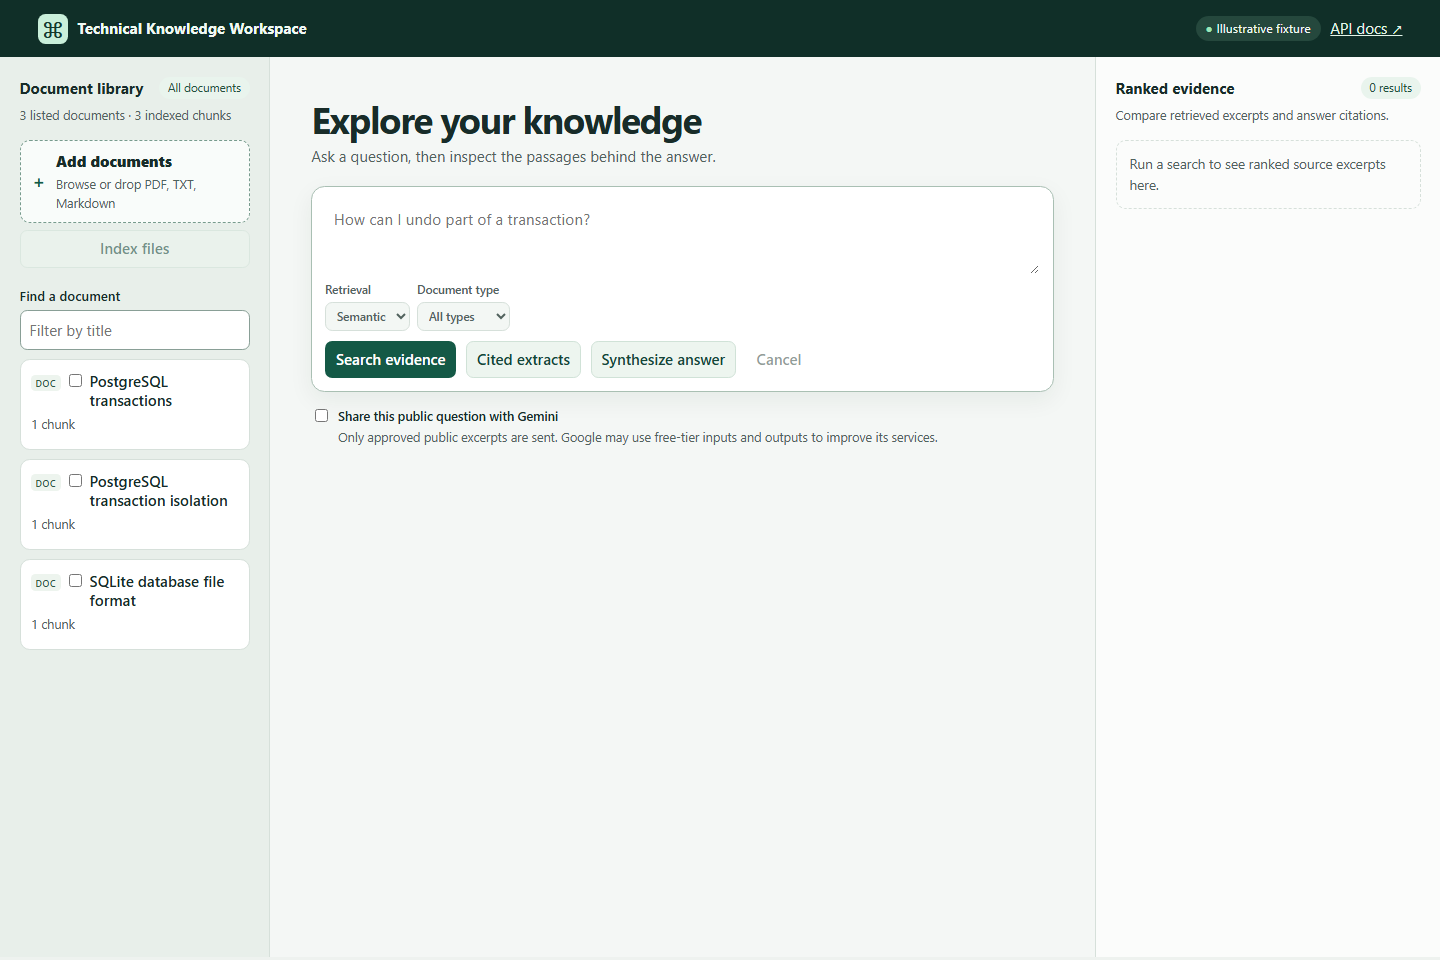 ⌘ Technical Knowledge Workspace
● Illustrative fixture
API docs ↗
Document library
All documents
3 listed documents · 3 indexed chunks
+
Add documents
Browse or drop PDF, TXT,
Markdown
Index files
Find a document
Filter by title
DOC PostgreSQL
transactions
1 chunk
DOC PostgreSQL
transaction isolation
1 chunk
DOC SQLite database file
format
1 chunk
Explore your knowledge
Ask a question, then inspect the passages behind the answer.
How can I undo part of a transaction?
Retrieval Document type
Semantic All types
Search evidence Cited extracts Synthesize answer Cancel
Share this public question with Gemini
Only approved public excerpts are sent. Google may use free-tier inputs and outputs to improve its services.
Ranked evidence
0 results
Compare retrieved excerpts and answer citations.
Run a search to see ranked source excerpts
here.